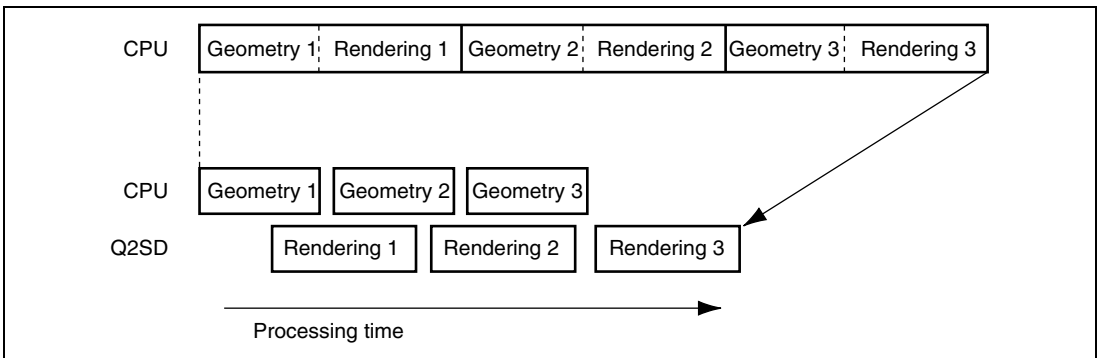 CPU Geometry 1 Rendering 1 Geometry 2 Rendering 2 Geometry 3 Rendering 3
CPU Geometry 1 Geometry 2 Geometry 3
Q2SD Rendering 1 Rendering 2 Rendering 3
Processing time